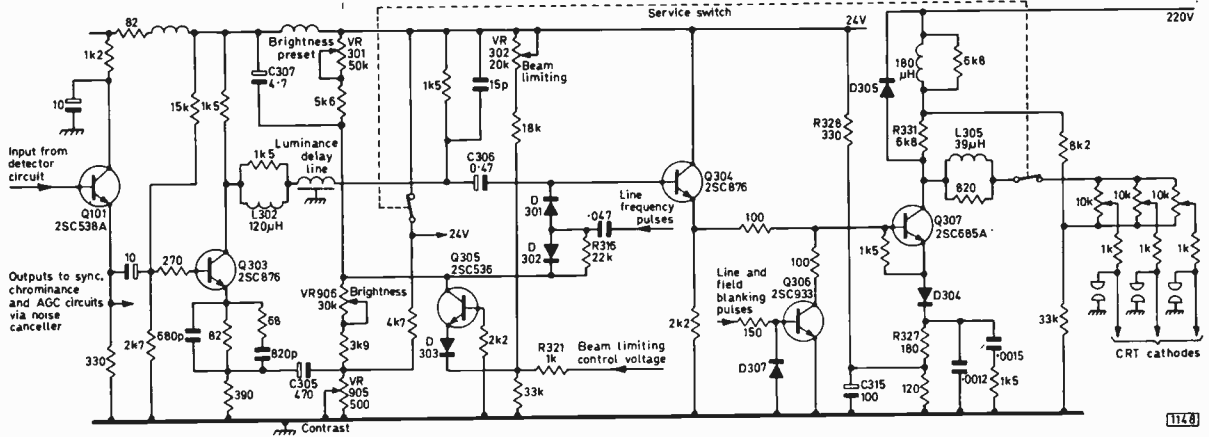 Service switch
82
1k2
10
Input from
detector
circuit
Q101
2SC538A
Outputs to sync,
chrominance
and AGC circuits
via noise
canceller
330
10
15k
1k5
270
2k7
Q303
2SC876
680p
82
68
820p
390
C307
4·7
Brightness
preset
VR
301
50k
5k6
1k5
L302
120µH
Luminance
delay
line
C305
470
VR906
30k
Brightness
3k9
VR
905
500
Contrast
1k5
15p
VR
302
20k
Beam
limiting
18k
24V
4k7
Q305
2SC536
D
303
2k2
R321
1k
33k
Beam limiting
control voltage
C306
0·47
D
301
D
302
·047
R316
22k
Line
frequency
pulses
24V
Q304
2SC876
2k2
100
100
Line and
field
blanking
pulses
150
Q306
2SC933
D307
R328
330
C315
100
220V
D305
180
µH
6k8
R331
6k8
L305
39µH
820
Q307
2SC685A
1k5
D304
R327
180
120
·0012
·0015
1k5
8k2
33k
10k
10k
10k
1k
1k
1k
CRT cathodes
1148